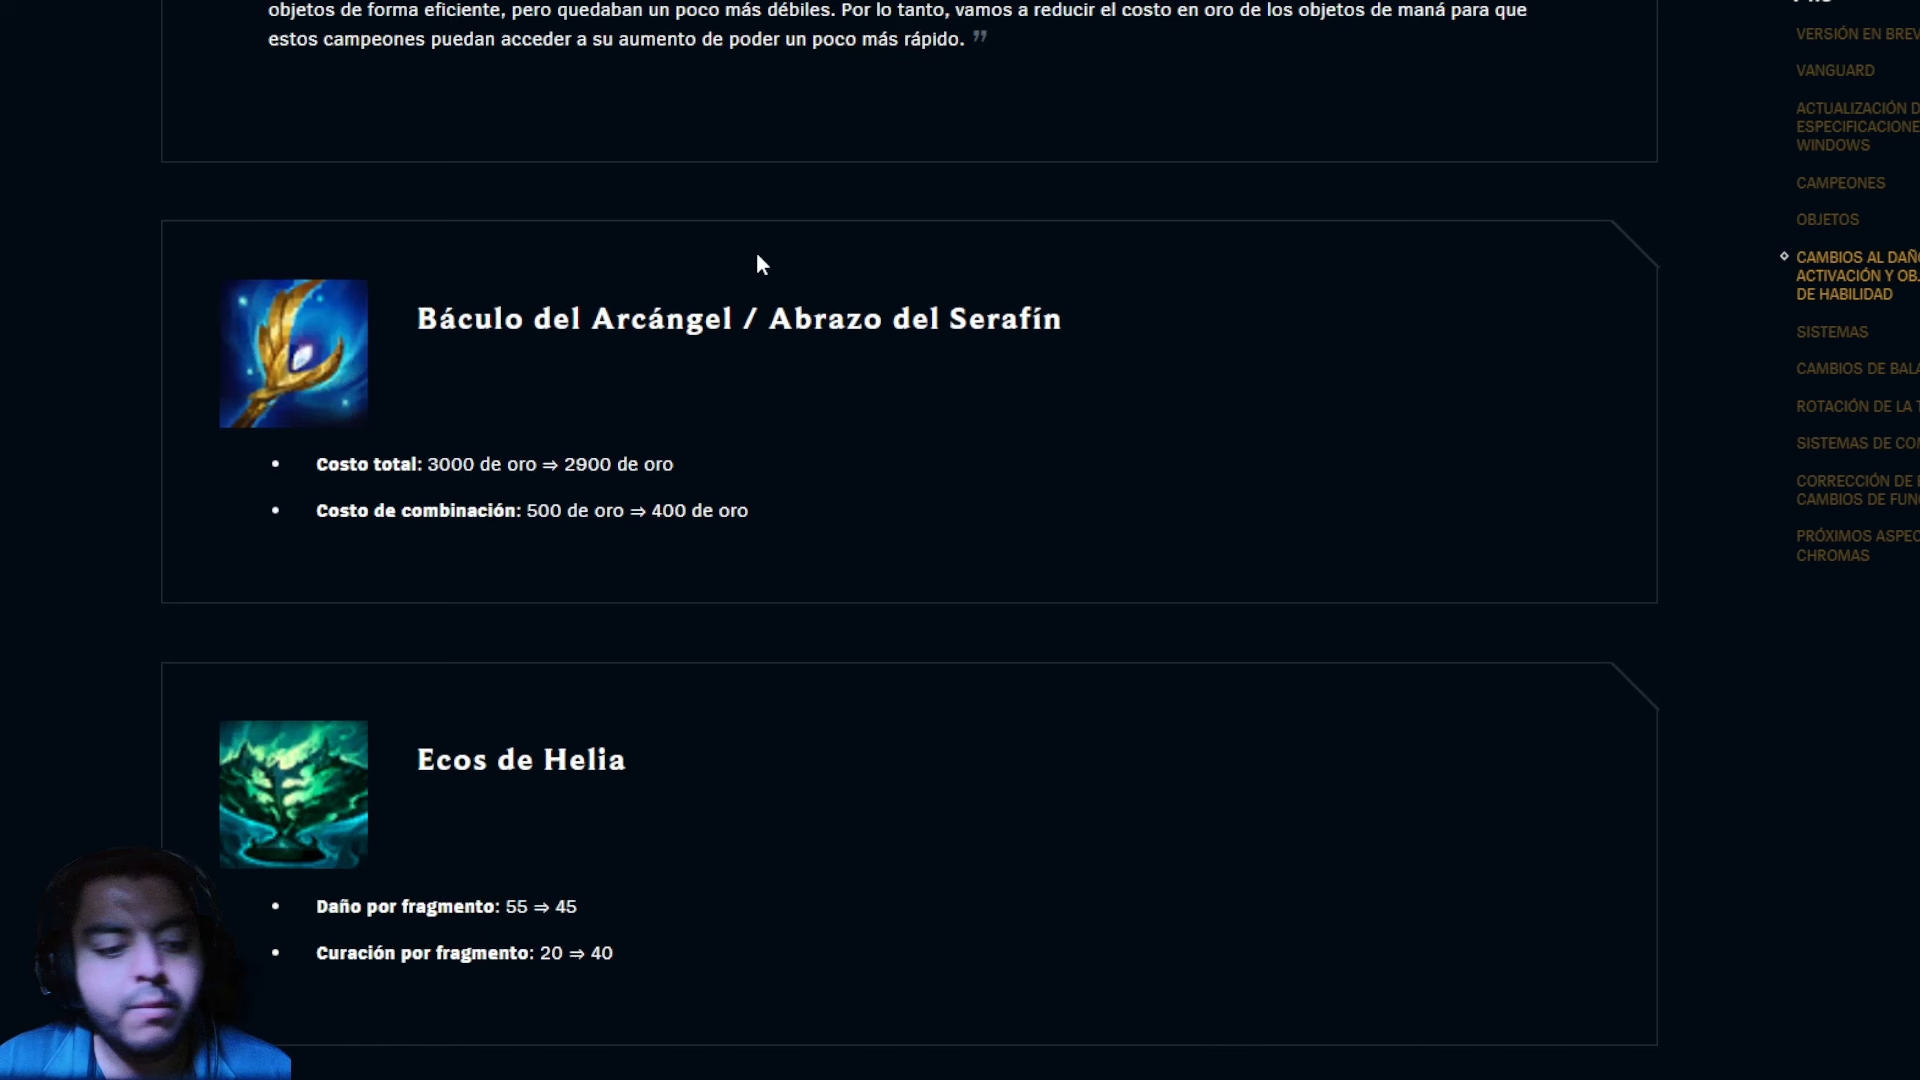 objetos de forma eficiente, pero quedaban un poco más débiles. Por lo tanto, vamos a reducir el costo en oro de los objetos de maná para que
estos campeones puedan acceder a su aumento de poder un poco más rápido. ”
Báculo del Arcángel / Abrazo del Serafín
• Costo total: 3000 de oro ⇒ 2900 de oro
• Costo de combinación: 500 de oro ⇒ 400 de oro
Ecos de Helia
• Daño por fragmento: 55 ⇒ 45
• Curación por fragmento: 20 ⇒ 40
VERSIÓN EN BREV
VANGUARD
ACTUALIZACIÓN D
ESPECIFICACIONE
WINDOWS
CAMPEONES
OBJETOS
CAMBIOS AL DAÑ
ACTIVACIÓN Y OBJ
DE HABILIDAD
SISTEMAS
CAMBIOS DE BALA
ROTACIÓN DE LA T
SISTEMAS DE COM
CORRECCIÓN DE E
CAMBIOS DE FUN
PRÓXIMOS ASPEC
CHROMAS